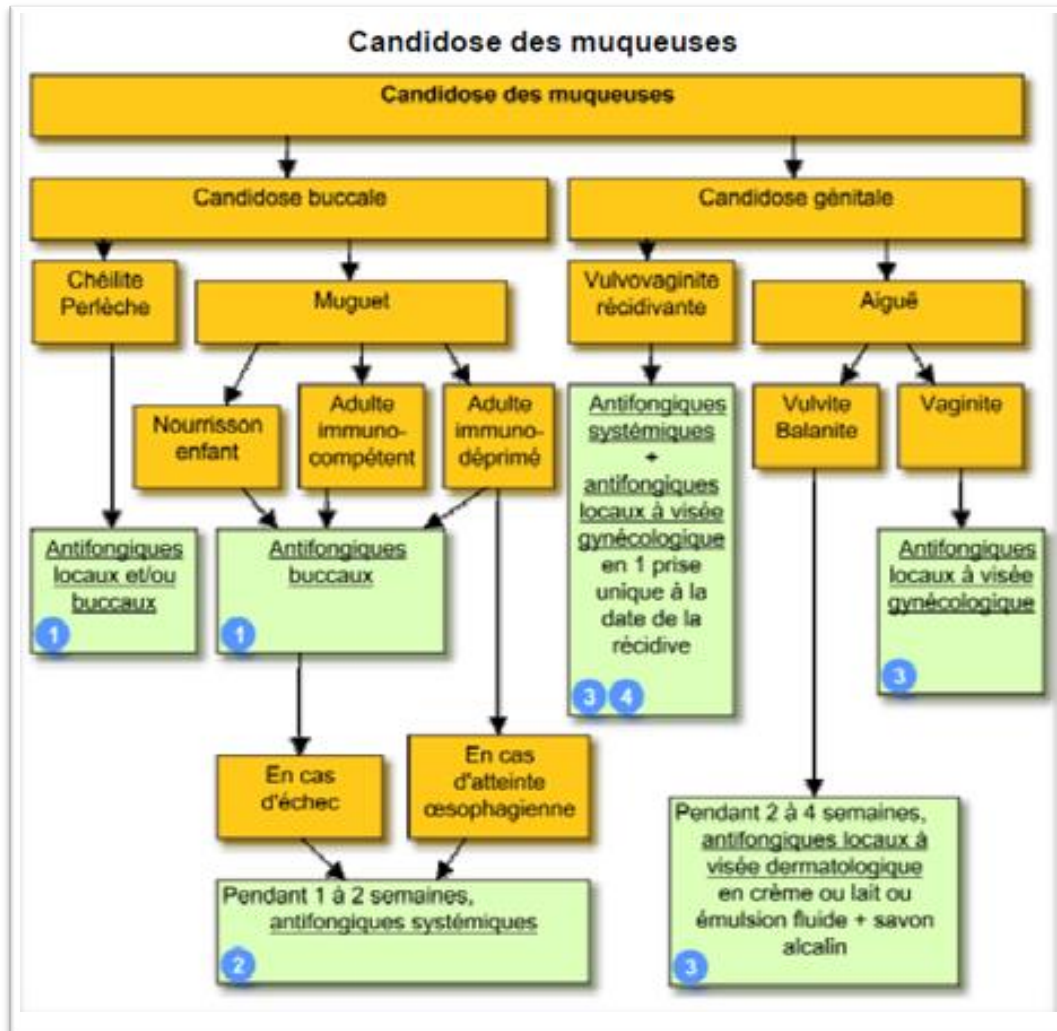 Candidose des muqueuses
Candidose des muqueuses
Candidose buccale
Candidose génitale
Chéilite
Perlèche
Muguet
Vulvovaginite
récidivante
Aiguë
Nourrisson
enfant
Adulte
immuno-
compétent
Adulte
immuno-
déprimé
Antifongiques
systémiques
+
antifongiques
locaux à visée
gynécologique
en 1 prise
unique à la
date de la
récidive
3 4
Vulvite
Balanite
Vaginite
Antifongiques
locaux et/ou
buccaux
1
Antifongiques
buccaux
1
Antifongiques
locaux à visée
gynécologique
3
En cas
d'échec
En cas
d'atteinte
œsophagienne
Pendant 1 à 2 semaines,
antifongiques systémiques
2
Pendant 2 à 4 semaines,
antifongiques locaux à
visée dermatologique
en crème ou lait ou
émulsion fluide + savon
alcalin
3